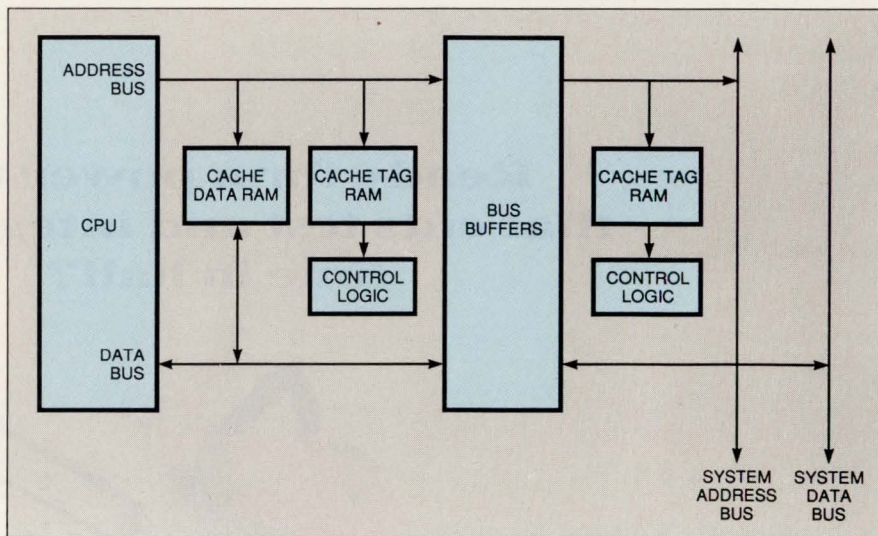 ADDRESS
BUS
CPU
DATA
BUS
CACHE
DATA RAM
CACHE TAG
RAM
CONTROL
LOGIC
BUS
BUFFERS
CACHE TAG
RAM
CONTROL
LOGIC
SYSTEM
ADDRESS
BUS
SYSTEM
DATA
BUS